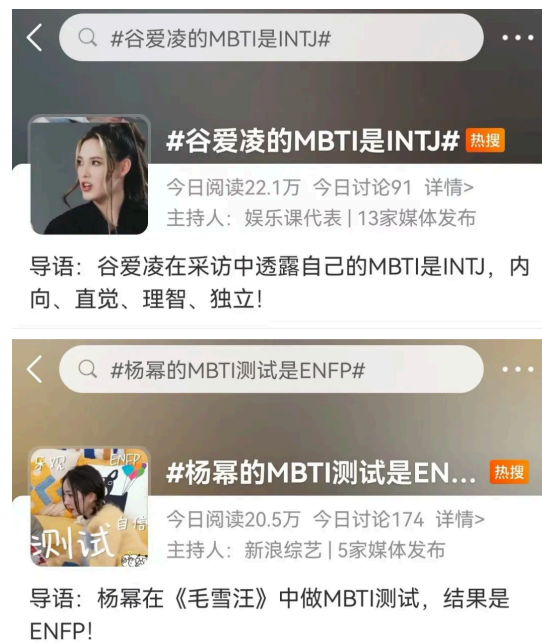 #谷爱凌的MBTI是INTJ#
#谷爱凌的MBTI是INTJ# 热搜
今日阅读22.1万 今日讨论91 详情>
主持人：娱乐课代表 | 13家媒体发布
导语：谷爱凌在采访中透露自己的MBTI是INTJ，内
向、直觉、理智、独立！
#杨幂的MBTI测试是ENFP#
乐观 ENFP
#杨幂的MBTI测试是EN... 热搜
自信
测试
今日阅读20.5万 今日讨论174 详情>
主持人：新浪综艺 | 5家媒体发布
导语：杨幂在《毛雪汪》中做MBTI测试，结果是
ENFP！